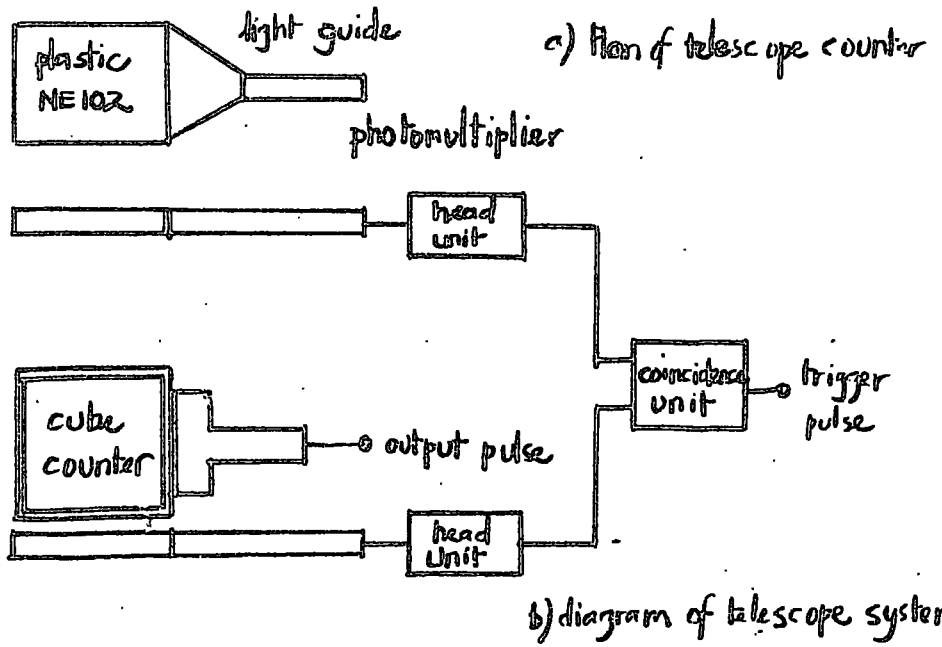 light guide
plastic
NE102
a) Plan of telescope counter
photomultiplier
head
unit
cube
counter
output pulse
coincidence
unit
trigger
pulse
head
unit
b) diagram of telescope system